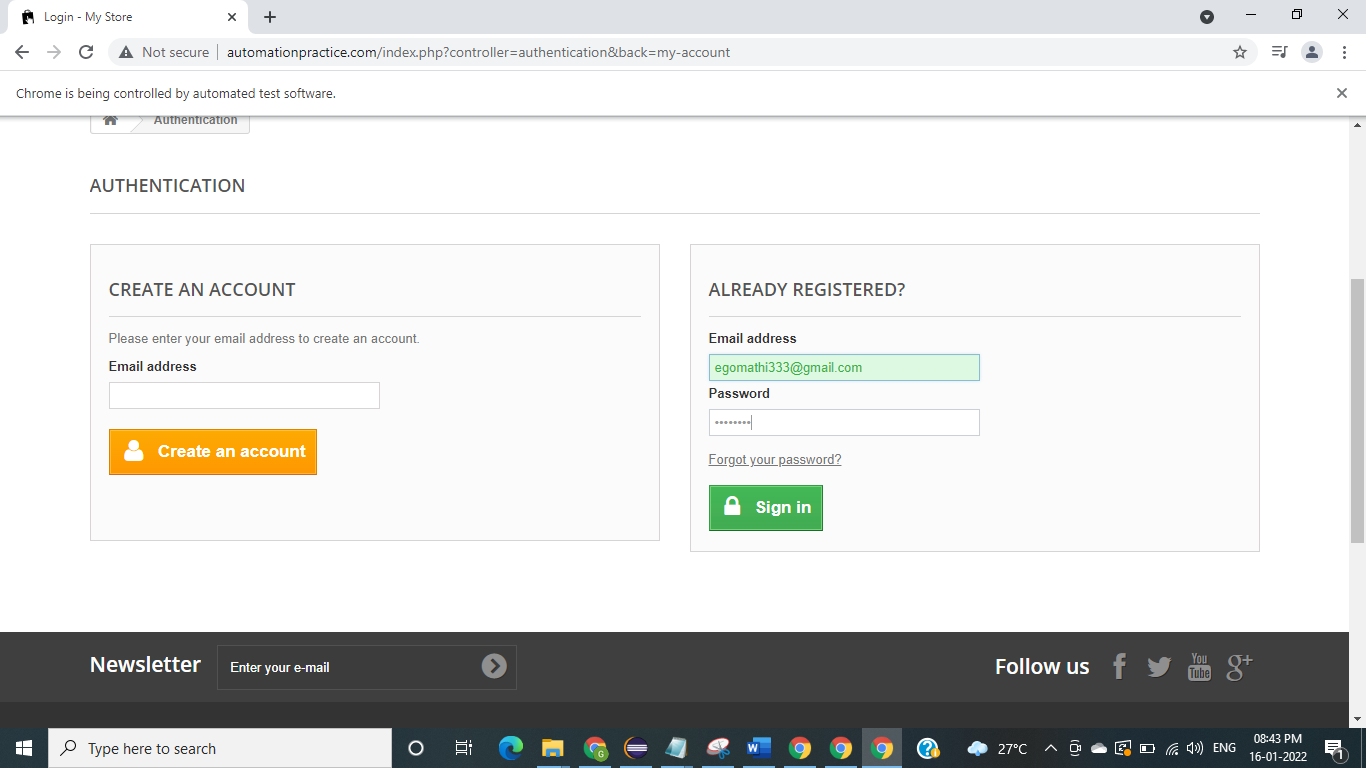 Login - My Store
Not secure automationpractice.com/index.php?controller=authentication&back=my-account
Chrome is being controlled by automated test software.
Authentication
AUTHENTICATION
CREATE AN ACCOUNT
Please enter your email address to create an account.
Email address
Create an account
ALREADY REGISTERED?
Email address
egomathi333@gmail.com
Password
••••••••
Forgot your password?
Sign in
Newsletter
Enter your e-mail
Follow us
You
Tube
Type here to search
G
W
27°C
ENG
08:43 PM
16-01-2022
1